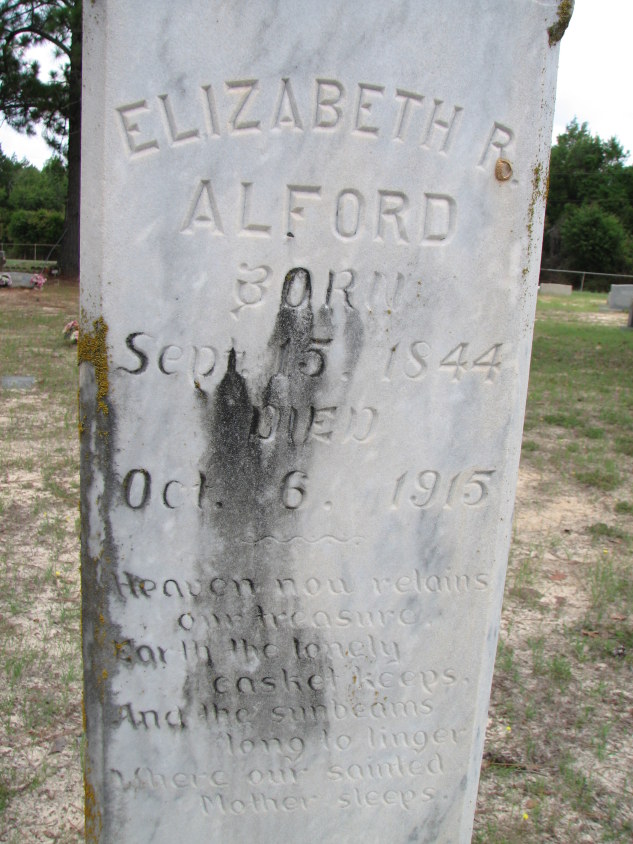 ELIZABETH R.
ALFORD
BORN
Sept. 15, 1844
DIED
Oct. 6, 1915
Heaven now retains
our treasure,
Earth the lonely
casket keeps,
And the sunbeams
long to linger
Where our sainted
Mother sleeps.